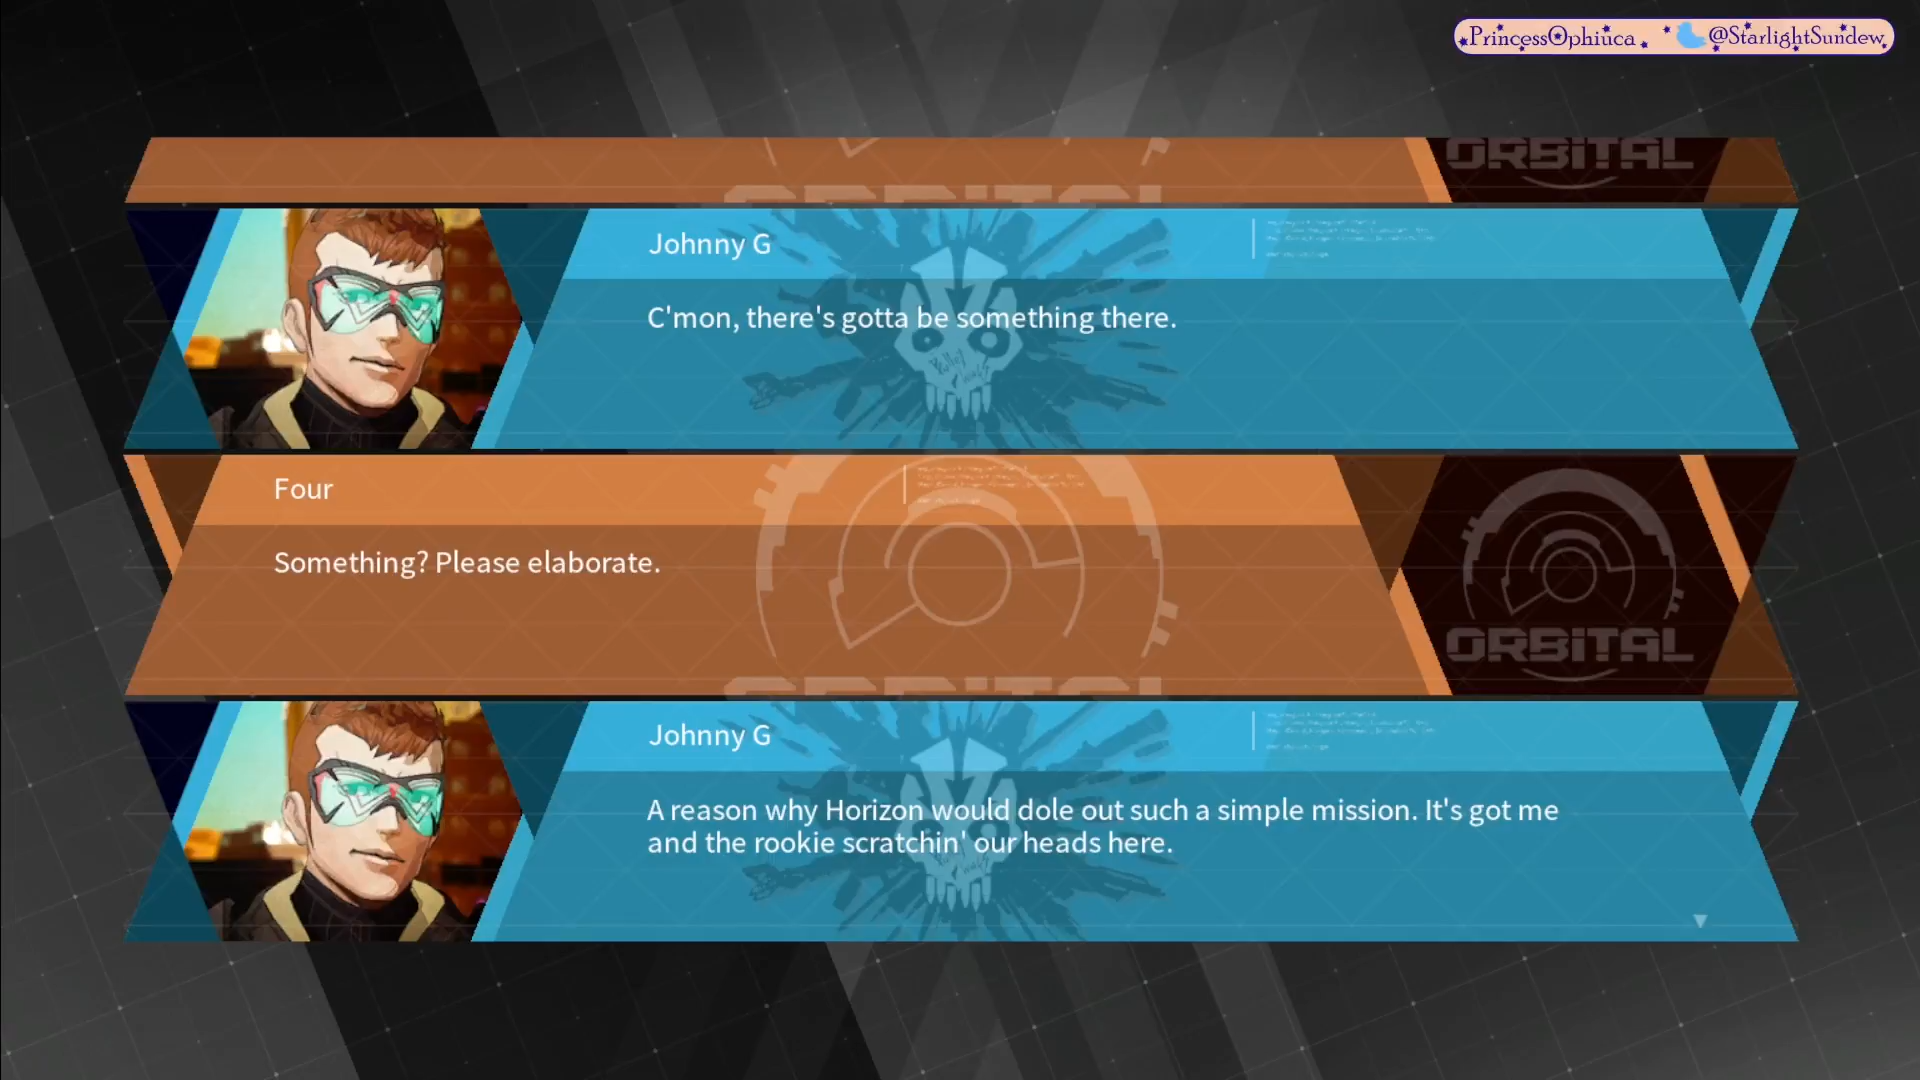 PrincessOphiuca @StarlightSundew
ORBITAL
Johnny G
C'mon, there's gotta be something there.
Four
Something? Please elaborate.
ORBITAL
Johnny G
A reason why Horizon would dole out such a simple mission. It's got me
and the rookie scratchin' our heads here.